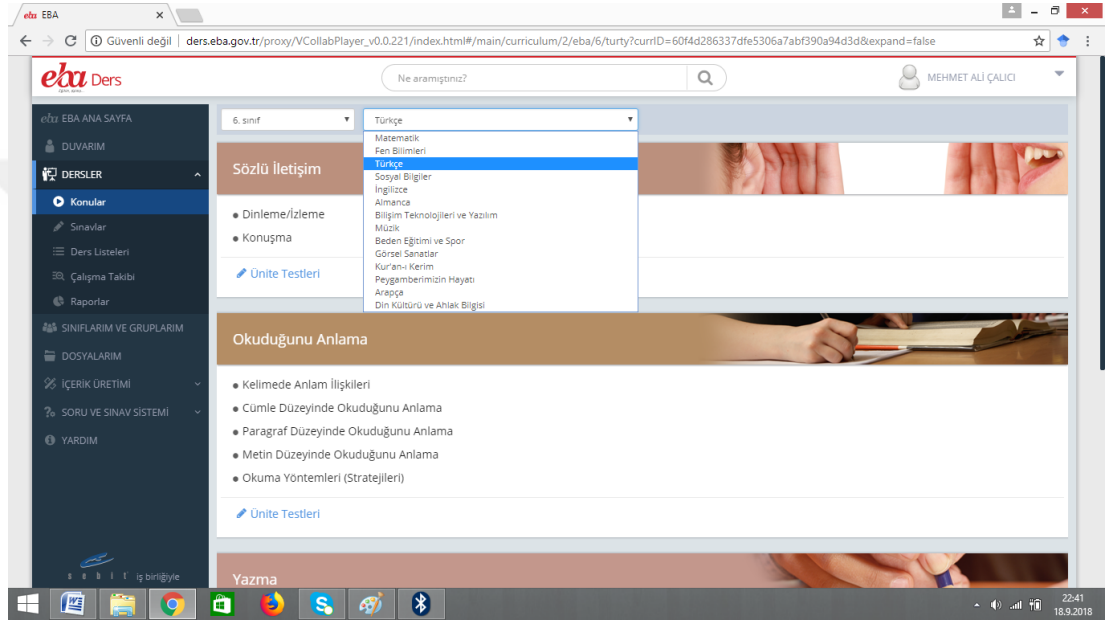 eba EBA
Güvenli değil | ders.eba.gov.tr/proxy/VCollabPlayer_v0.0.221/index.html#/main/curriculum/2/eba/6/turty?currID=60f4d286337dfe5306a7abf390a94d3d&expand=false
eba Ders
Ne aramıştınız?
MEHMET ALİ ÇALICI
eba EBA ANA SAYFA
DUVARIM
DERSLER
Konular
Sınavlar
Ders Listeleri
Çalışma Takibi
Raporlar
SINIFLARIM VE GRUPLARIM
DOSYALARIM
İÇERİK ÜRETİMİ
SORU VE SINAV SİSTEMİ
YARDIM
sebit iş birliğiyle
6. sınıf
Türkçe
Matematik
Fen Bilimleri
Türkçe
Sosyal Bilgiler
İngilizce
Almanca
Bilişim Teknolojileri ve Yazılım
Müzik
Beden Eğitimi ve Spor
Görsel Sanatlar
Kur'an-ı Kerim
Peygamberimizin Hayatı
Arapça
Din Kültürü ve Ahlak Bilgisi
Sözlü İletişim
● Dinleme/İzleme
● Konuşma
Ünite Testleri
Okuduğunu Anlama
● Kelimede Anlam İlişkileri
● Cümle Düzeyinde Okuduğunu Anlama
● Paragraf Düzeyinde Okuduğunu Anlama
● Metin Düzeyinde Okuduğunu Anlama
● Okuma Yöntemleri (Stratejileri)
Ünite Testleri
Yazma
22:41
18.9.2018